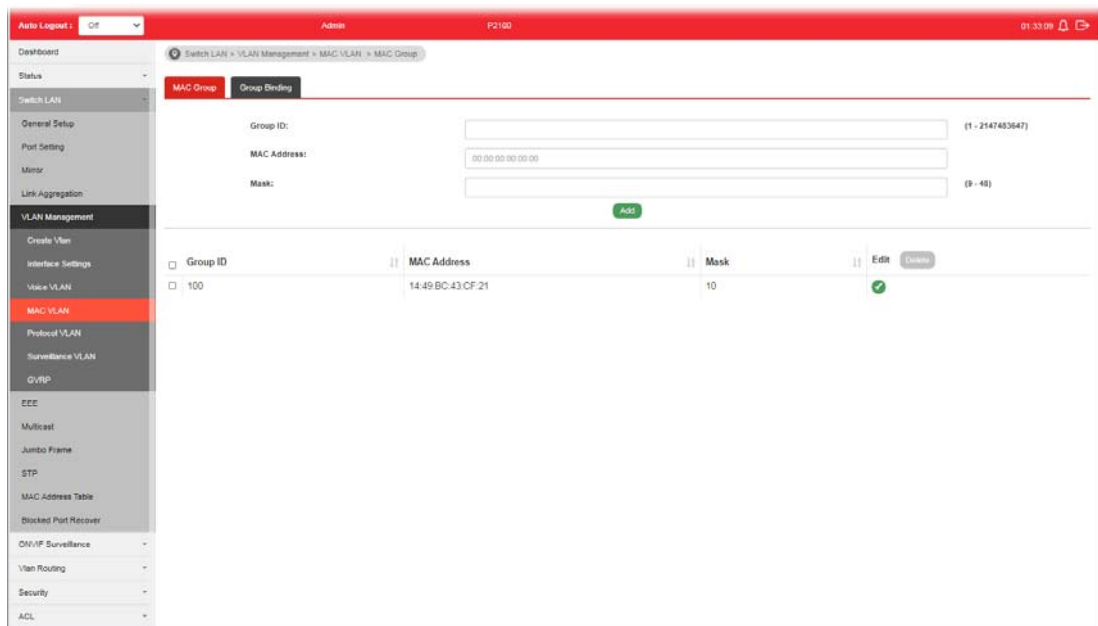 Auto Logout : Off Admin P2100 01:33:09
Dashboard
Status
Switch LAN
General Setup
Port Setting
Mirror
Link Aggregation
VLAN Management
Create Vlan
Interface Settings
Voice VLAN
MAC VLAN
Protocol VLAN
Surveillance VLAN
GVRP
EEE
Multicast
Jumbo Frame
STP
MAC Address Table
Blocked Port Recover
ONVIF Surveillance
Vlan Routing
Security
ACL
Switch LAN > VLAN Management > MAC VLAN > MAC Group
MAC Group Group Binding
Group ID: (1 - 2147483647)
MAC Address: 00:00:00:00:00:00
Mask: (9 - 48)
Add
Group ID MAC Address Mask Edit Delete
100 14:49:BC:43:CF:21 10